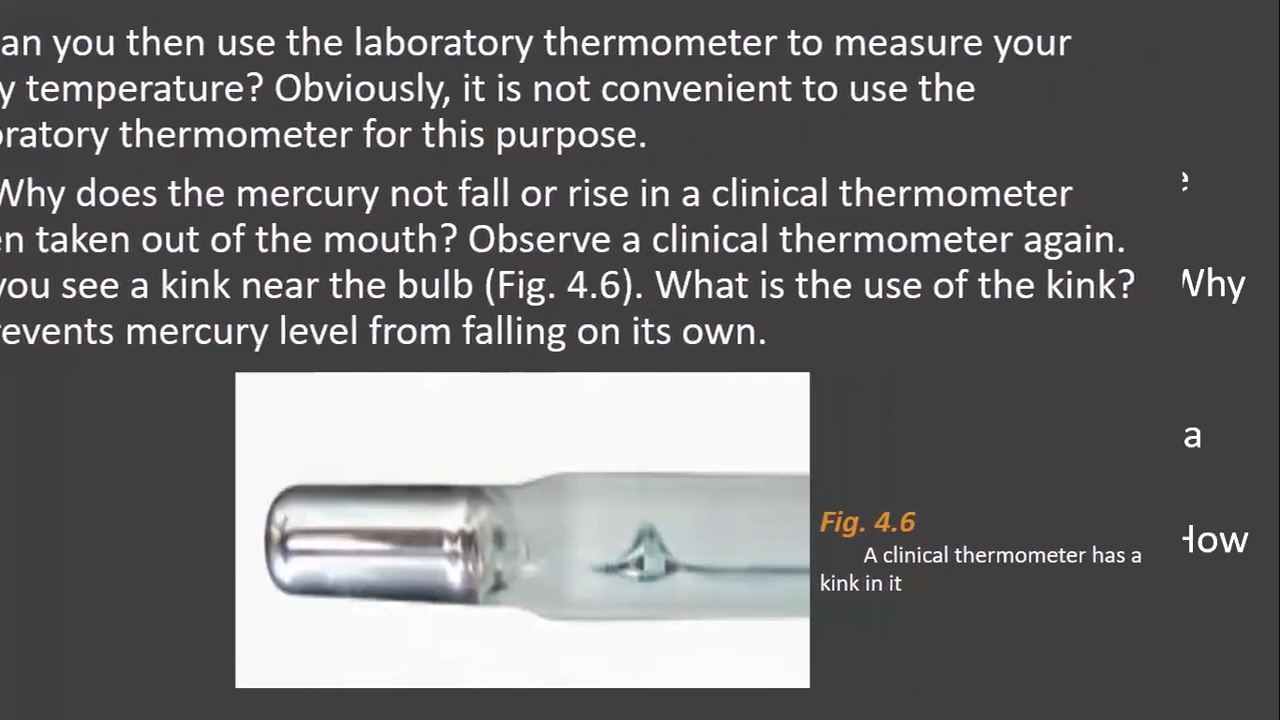 an you then use the laboratory thermometer to measure your
y temperature? Obviously, it is not convenient to use the
oratory thermometer for this purpose.
Why does the mercury not fall or rise in a clinical thermometer
en taken out of the mouth? Observe a clinical thermometer again.
you see a kink near the bulb (Fig. 4.6). What is the use of the kink?
revents mercury level from falling on its own.
Fig. 4.6
A clinical thermometer has a
kink in it
e
Why
a
How